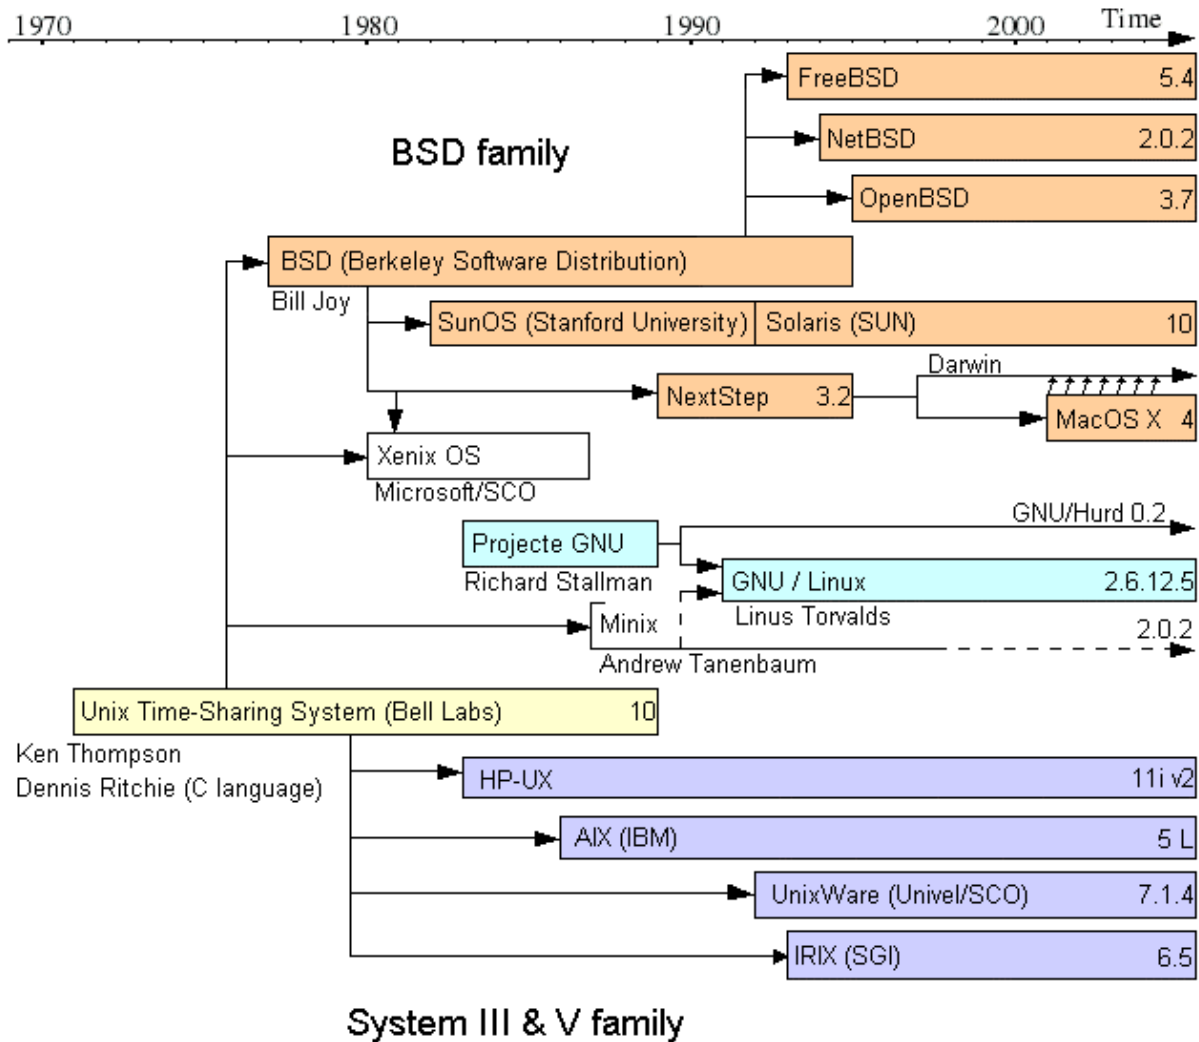 1970 1980 1990 2000 Time
FreeBSD 5.4
NetBSD 2.0.2
BSD family
OpenBSD 3.7
BSD (Berkeley Software Distribution)
Bill Joy
SunOS (Stanford University) Solaris (SUN) 10
Darwin
NextStep 3.2
MacOS X 4
Xenix OS
Microsoft/SCO
GNU/Hurd 0.2
Projecte GNU
Richard Stallman
GNU / Linux 2.6.12.5
Linus Torvalds
Minix 2.0.2
Andrew Tanenbaum
Unix Time-Sharing System (Bell Labs) 10
Ken Thompson
Dennis Ritchie (C language)
HP-UX 11i v2
AIX (IBM) 5 L
UnixWare (Univel/SCO) 7.1.4
IRIX (SGI) 6.5
System III & V family